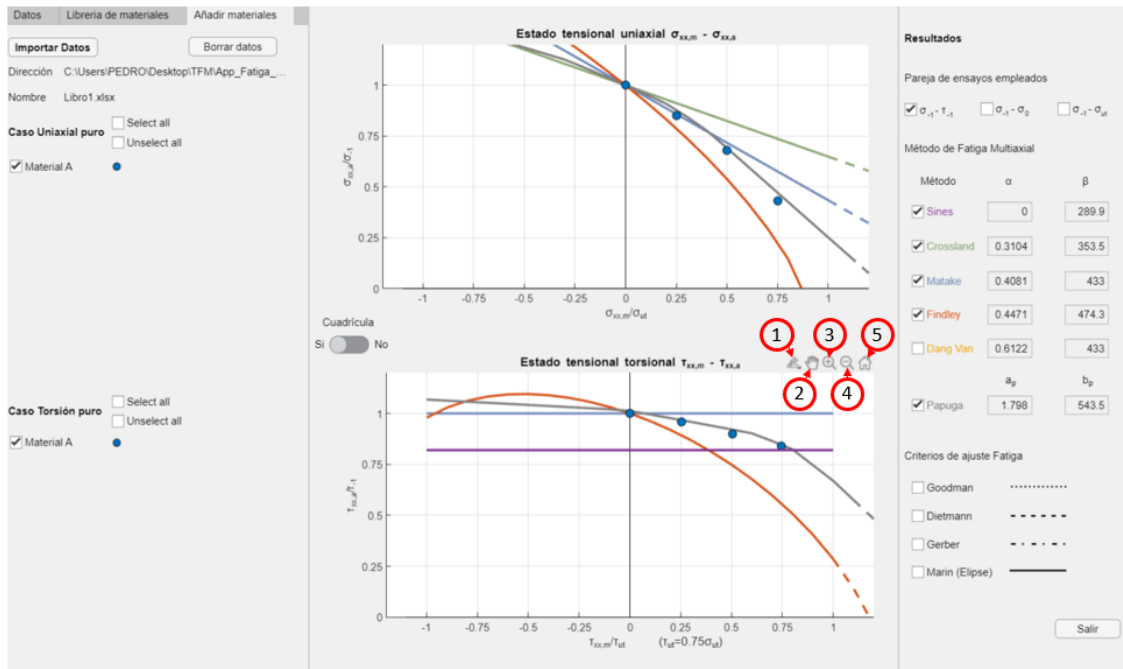 Datos Libreria de materiales Añadir materiales
Importar Datos Borrar datos
Dirección C:\Users\PEDRO\Desktop\TFM\App_Fatiga_...
Nombre Libro1.xlsx
Caso Uniaxial puro
Select all
Unselect all
Material A
Estado tensional uniaxial σxx,m - σxx,a
σxx,a/σ-1
1
0.75
0.5
0.25
0
-1 -0.75 -0.5 -0.25 0 0.25 0.5 0.75 1
σxx,m/σut
Cuadrícula
Si No
1 3 5
2 4
Estado tensional torsional τxx,m - τxx,a
Caso Torsión puro
Select all
Unselect all
Material A
τxx,a/τ-1
1
0.75
0.5
0.25
0
-1 -0.75 -0.5 -0.25 0 0.25 0.5 0.75 1
τxx,m/τut (τut=0.75σut)
Resultados
Pareja de ensayos empleados
σ-1 - τ-1 σ-1 - σ0 σ-1 - σut
Método de Fatiga Multiaxial
Método α β
Sines 0 289.9
Crossland 0.3104 353.5
Matake 0.4081 433
Findley 0.4471 474.3
Dang Van 0.6122 433
ap bp
Papuga 1.798 543.5
Criterios de ajuste Fatiga
Goodman
Dietmann
Gerber
Marin (Elipse)
Salir